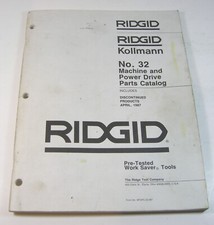 RIDGID
RIDGID
Kollmann
No. 32
Machine and
Power Drive
Parts Catalog
INCLUDES
DISCONTINUED
PRODUCTS
APRIL, 1981
RIDGID
Pre-Tested
Work Saver® Tools
The Ridge Tool Company